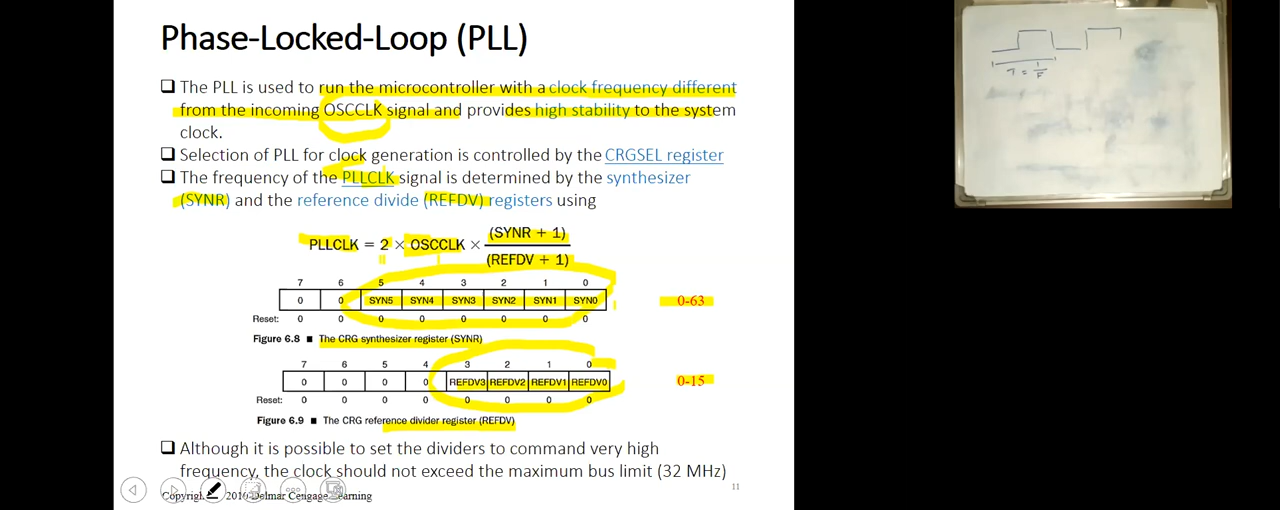 Phase-Locked-Loop (PLL)
❑ The PLL is used to run the microcontroller with a clock frequency different
from the incoming OSCCLK signal and provides high stability to the system
clock.
❑ Selection of PLL for clock generation is controlled by the CRGSEL register
❑ The frequency of the PLLCLK signal is determined by the synthesizer
(SYNR) and the reference divide (REFDV) registers using
PLLCLK = 2 × OSCCLK × (SYNR + 1)
(REFDV + 1)
7 6 5 4 3 2 1 0
0 0 SYN5 SYN4 SYN3 SYN2 SYN1 SYN0
0-63
Reset: 0 0 0 0 0 0 0 0
Figure 6.8 ■ The CRG synthesizer register (SYNR)
7 6 5 4 3 2 1 0
0 0 0 0 REFDV3 REFDV2 REFDV1 REFDV0
0-15
Reset: 0 0 0 0 0 0 0 0
Figure 6.9 ■ The CRG reference divider register (REFDV)
❑ Although it is possible to set the dividers to command very high
frequency, the clock should not exceed the maximum bus limit (32 MHz)
Copyright 2010 Delmar Cengage Learning
11
T = 1/F